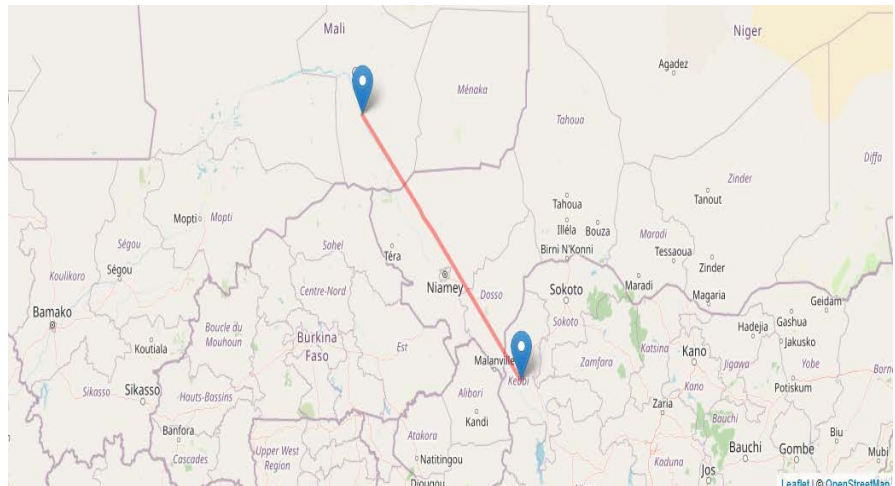 Mali
Niger
Agadez
Ménaka
Tahoua
Diffa
Zinder
Tanout
Mopti
Mopti
Tahoua
Illéla
Bouza
Maradi
Tessaoua
Birni N'Konni
Zinder
Ségou
Ségou
Koulikoro
Sahel
Téra
Niamey
Dosso
Sokoto
Maradi
Magaria
Geidam
Bamako
Centre-Nord
Sokoto
Hadejia
Gashua
Jakusko
Koutiala
Boucle du
Mouhoun
Burkina
Faso
Est
Malanville
Kebbi
Zamfara
Katsina
Kano
Jigawa
Yobe
Potiskum
Sikasso
Sikasso
Hauts-Bassins
Alibori
Kandi
Kano
Zaria
Banfora
Cascades
Upper West
Region
Atakora
Natitingou
Djougou
Bauchi
Bauchi
Gombe
Biu
Mubi
Kaduna
Jos
Leaflet | © OpenStreetMap